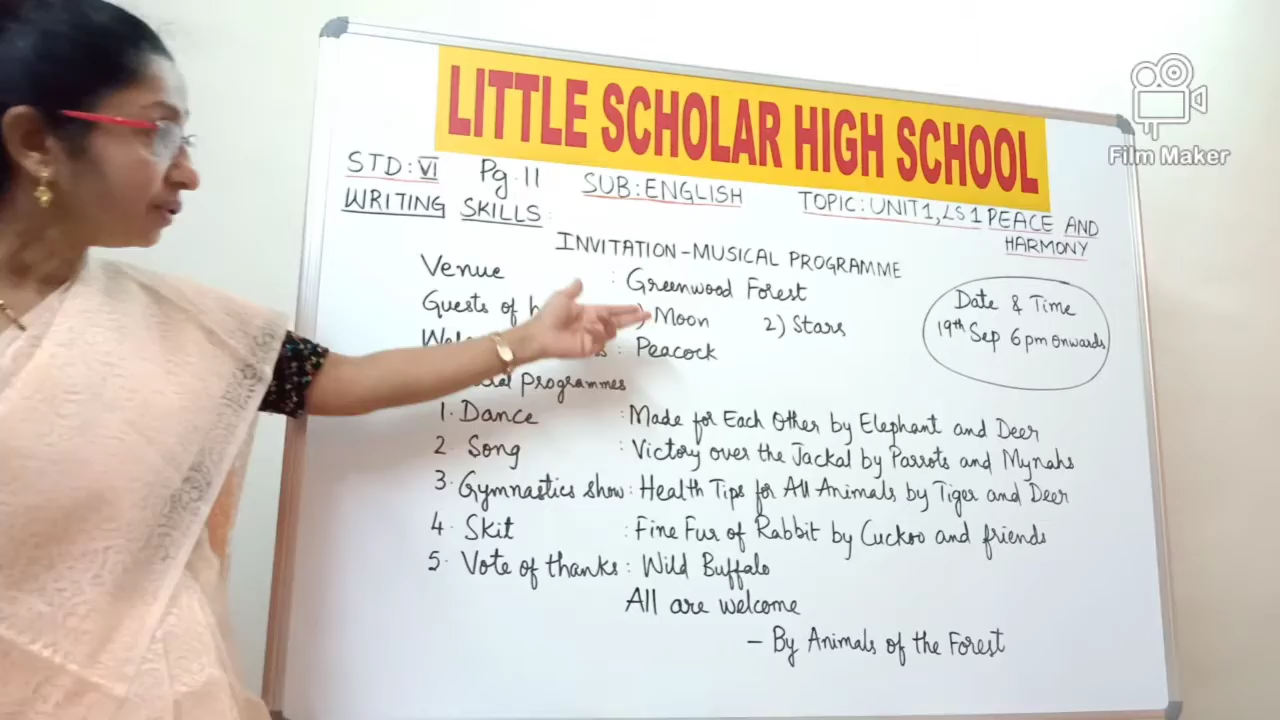 LITTLE SCHOLAR HIGH SCHOOL
Film Maker
STD: VI Pg. 11 SUB: ENGLISH TOPIC: UNIT 1, LS 1 PEACE AND HARMONY
WRITING SKILLS:
INVITATION - MUSICAL PROGRAMME
Venue : Greenwood Forest
Date & Time
19th Sep 6 pm onwards
Guests of 1) Moon 2) Stars
: Peacock
Programmes
1. Dance : Made for Each Other by Elephant and Deer
2. Song : Victory over the Jackal by Parrots and Mynahs
3. Gymnastics show : Health Tips for All Animals by Tiger and Deer
4. Skit : Fine Fur of Rabbit by Cuckoo and friends
5. Vote of thanks : Wild Buffalo
All are welcome
- By Animals of the Forest